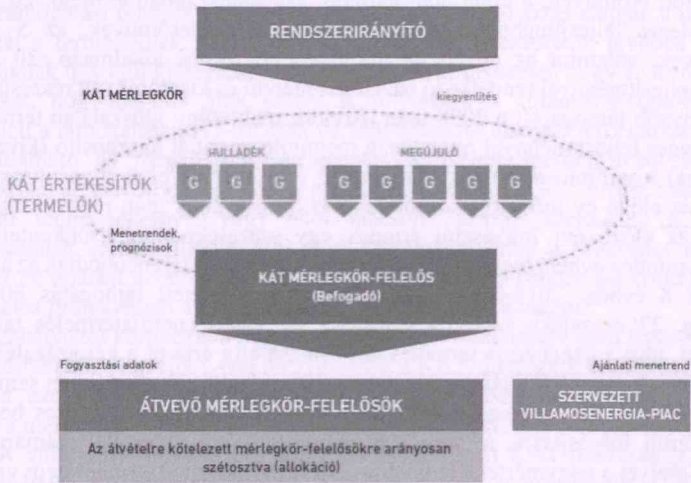 RENDSZERIRÁNYÍTÓ
KÁT MÉRLEGKÖR
kiegyenlítés
HULLADÉK
MEGÚJULÓ
KÁT ÉRTÉKESÍTŐK
(TERMELŐK)
G G G G G G G G
Menetrendek,
prognózisok
KÁT MÉRLEGKÖR-FELELŐS
(Befogadó)
Fogyasztási adatok
Ajánlati menetrend
ÁTVEVŐ MÉRLEGKÖR-FELELŐSÖK
SZERVEZETT
VILLAMOSENERGIA-PIAC
Az átvételre kötelezett mérlegkör-felelősökre arányosan
szétosztva (allokáció)